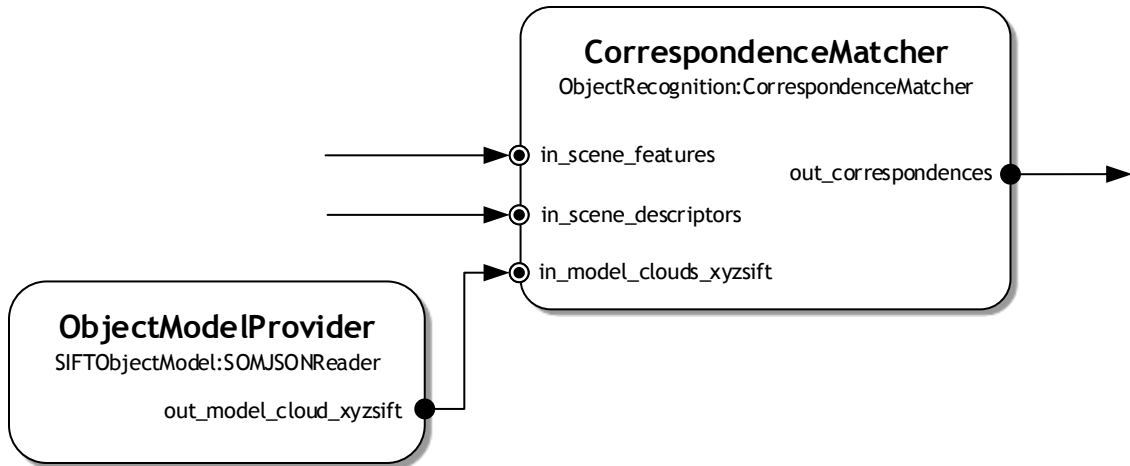 CorrespondenceMatcher
ObjectRecognition:CorrespondenceMatcher
in_scene_features
out_correspondences
in_scene_descriptors
in_model_clouds_xyzsift
ObjectModelProvider
SIFTObjectModel:SOMJSONReader
out_model_cloud_xyzsift